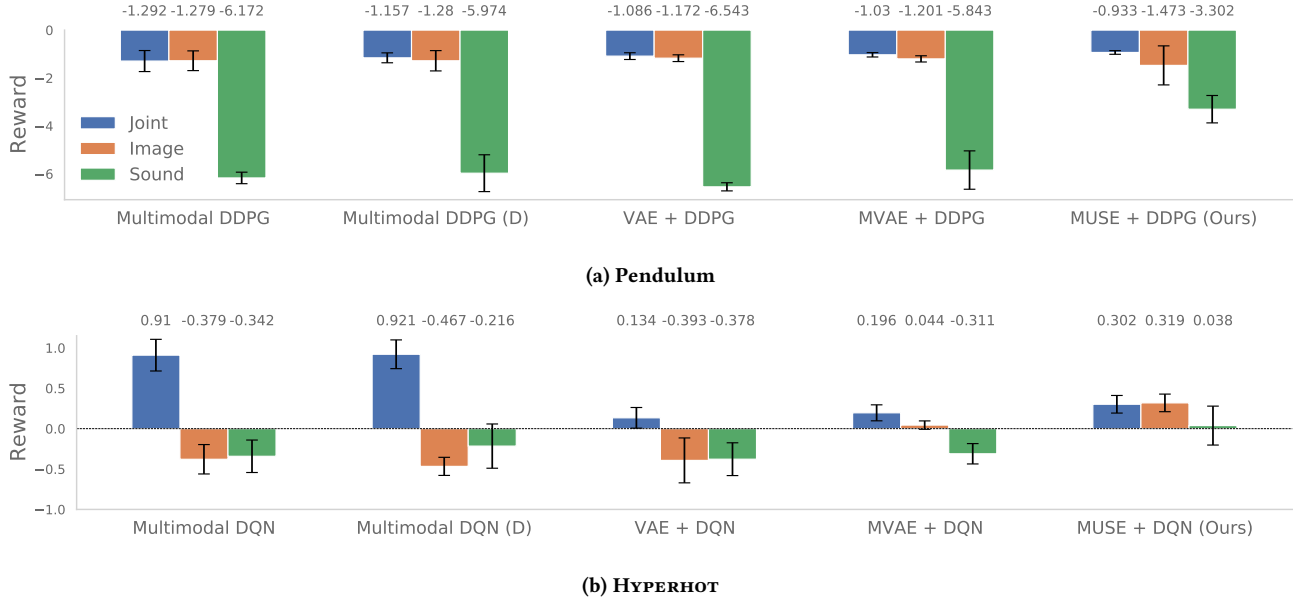 -1.292 -1.279 -6.172 -1.157 -1.28 -5.974 -1.086 -1.172 -6.543 -1.03 -1.201 -5.843 -0.933 -1.473 -3.302
0
−2
−4
−6
Reward
Joint
Image
Sound
Multimodal DDPG Multimodal DDPG (D) VAE + DDPG MVAE + DDPG MUSE + DDPG (Ours)
(a) Pendulum
0.91 -0.379 -0.342 0.921 -0.467 -0.216 0.134 -0.393 -0.378 0.196 0.044 -0.311 0.302 0.319 0.038
1.0
0.5
0.0
−0.5
−1.0
Reward
Multimodal DQN Multimodal DQN (D) VAE + DQN MVAE + DQN MUSE + DQN (Ours)
(b) HYPERHOT